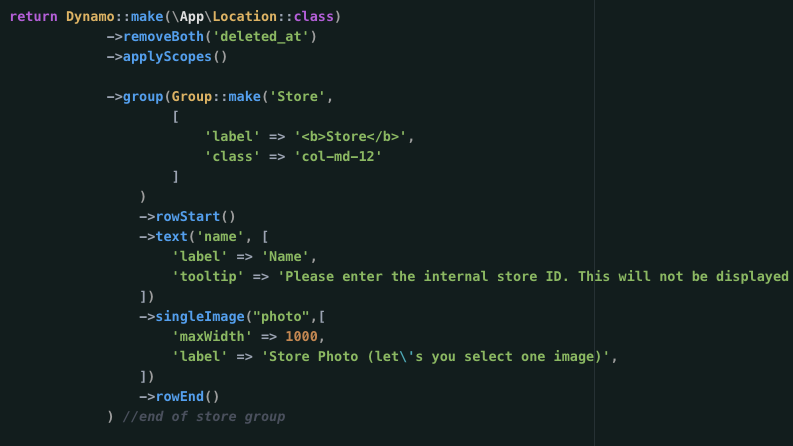 return Dynamo::make(\App\Location::class)
->removeBoth('deleted_at')
->applyScopes()
->group(Group::make('Store',
[
'label' => '<b>Store</b>',
'class' => 'col-md-12'
]
)
->rowStart()
->text('name', [
'label' => 'Name',
'tooltip' => 'Please enter the internal store ID. This will not be displayed
])
->singleImage("photo",[
'maxWidth' => 1000,
'label' => 'Store Photo (let\'s you select one image)',
])
->rowEnd()
) //end of store group